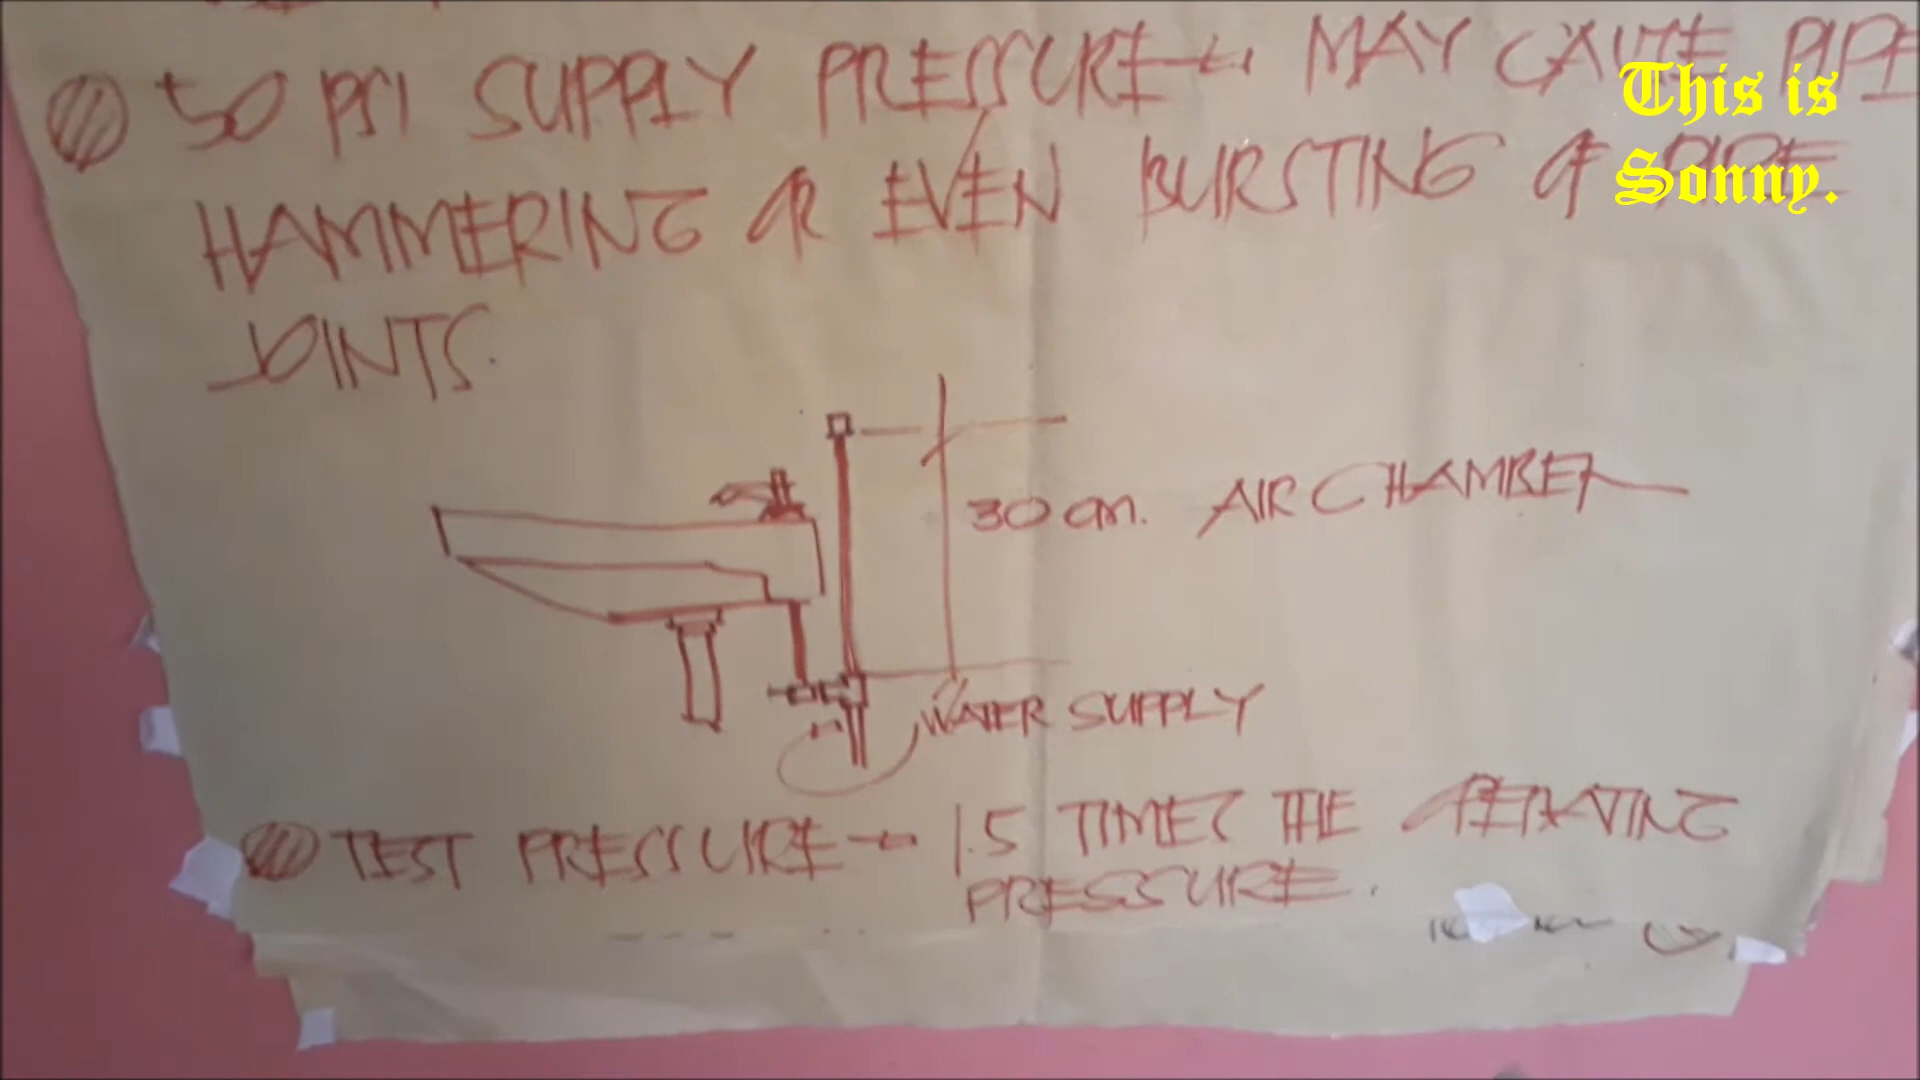 50 PSI SUPPLY PRESSURE → MAY CAUSE PIPE
HAMMERING OR EVEN BURSTING OF PIPE
JOINTS.
This is
Sonny.
30 cm. AIR CHAMBER
WATER SUPPLY
TEST PRESSURE → 1.5 TIMES THE OPERATING
PRESSURE.